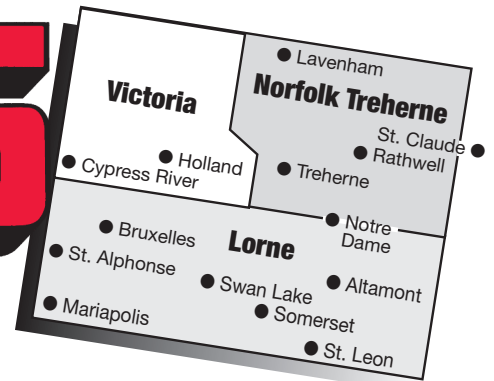 Lavenham
Victoria
Norfolk Treherne
St. Claude
Rathwell
Holland
Cypress River
Treherne
Notre
Dame
Bruxelles
Lorne
St. Alphonse
Swan Lake
Altamont
Mariapolis
Somerset
St. Leon